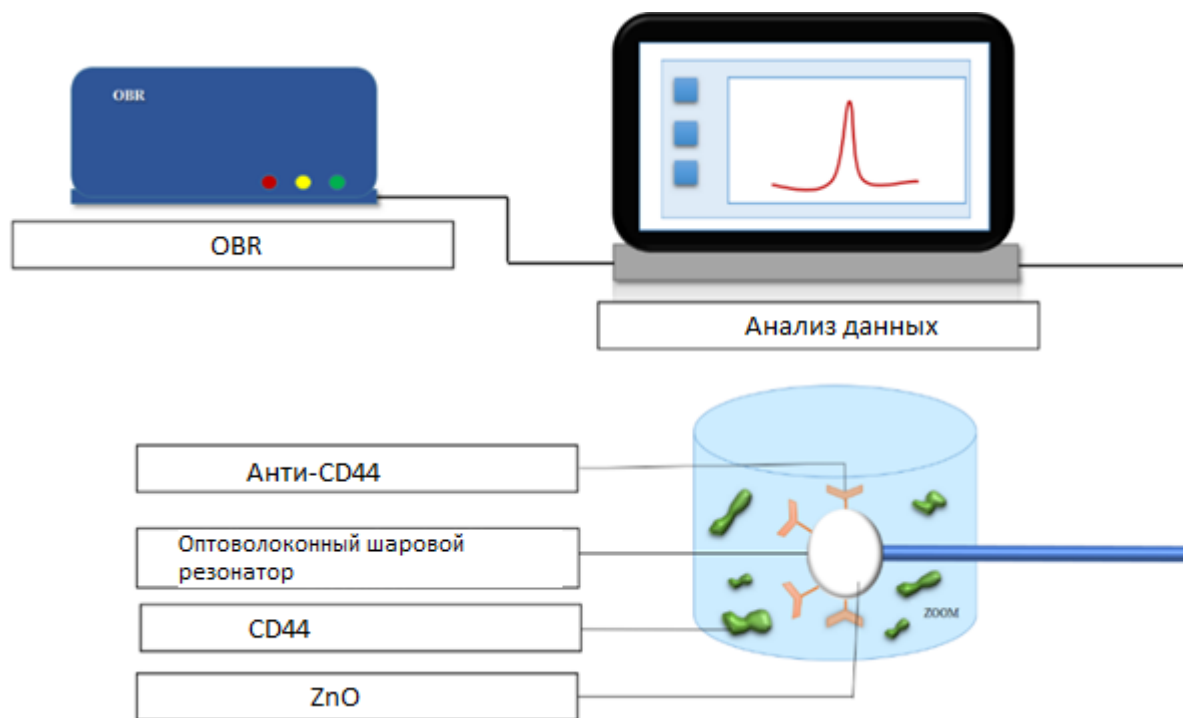 OBR
OBR
Анализ данных
Анти-CD44
Оптоволоконный шаровой
резонатор
CD44
ZOOM
ZnO